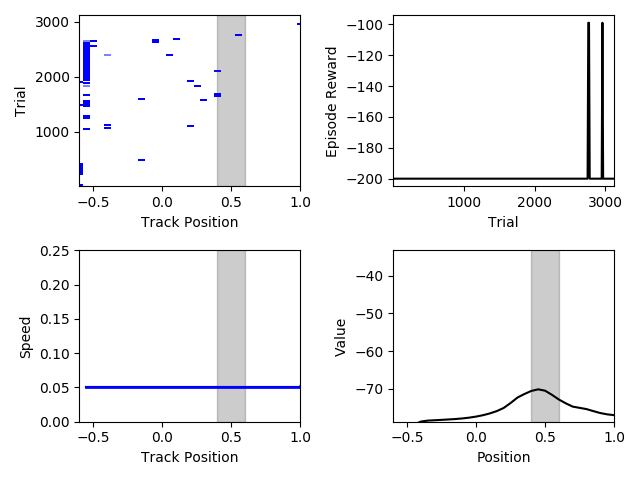 3000
2000
1000
Trial
−0.5 0.0 0.5 1.0
Track Position
−100
−120
−140
−160
−180
−200
Episode Reward
1000 2000 3000
Trial
0.25
0.20
0.15
0.10
0.05
0.00
Speed
−0.5 0.0 0.5 1.0
Track Position
−40
−50
−60
−70
Value
−0.5 0.0 0.5 1.0
Position